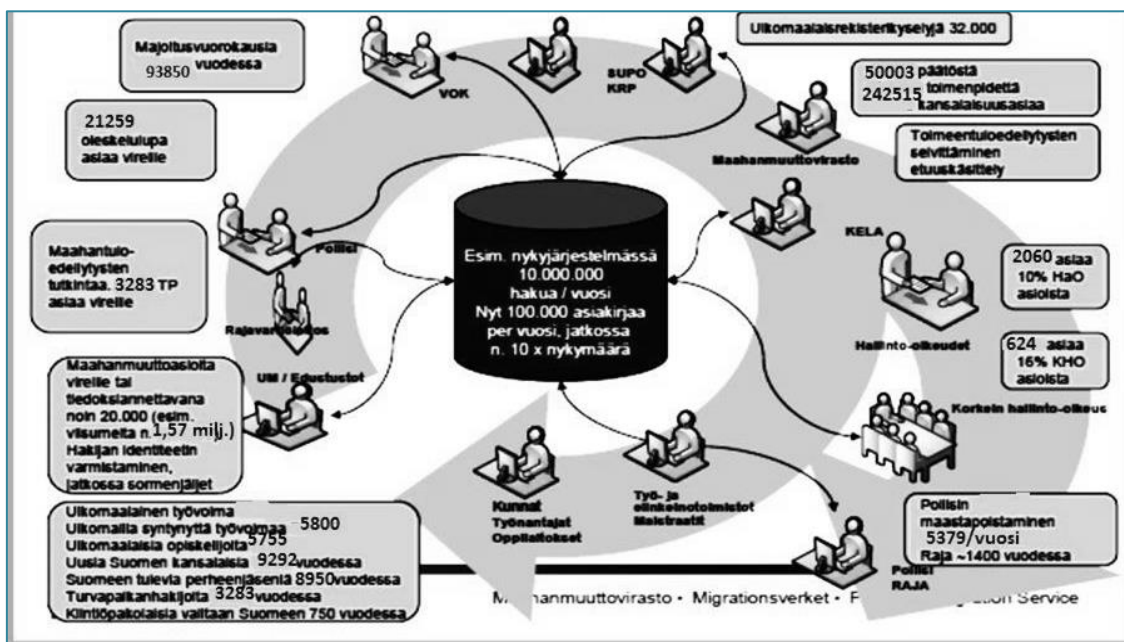 Majoitusvuorokausia
93850 vuodessa
VOK
SUPO
KRP
Ulkomaalaisrekisterikyselyjä 32.000
50003 päätöstä
242515 toimenpidettä
kansalaisuusasiaa
Maahanmuuttovirasto
Toimeentuloedellytysten
selvittäminen
etuuskäsittely
21259
oleskelulupa
asiaa vireille
Poliisi
KELA
Maahantulo-
edellytysten
tutkintaa. 3283 TP
asiaa vireille
Rajavartiolaitos
Esim. nykyjärjestelmässä
10.000.000
hakua / vuosi
Nyt 100.000 asiakirjaa
per vuosi, jatkossa
n. 10 x nykymäärä
2060 asiaa
10% HaO
asioista
Hallinto-oikeudet
624 asiaa
16% KHO
asioista
Korkein hallinto-oikeus
UM / Edustustot
Maahanmuuttoasioita
vireille tai
tiedoksiannettavana
noin 20.000 (esim.
viisumeita n. 1,57 milj.)
Hakijan identiteetin
varmistaminen,
jatkossa sormenjäljet
Kunnat
Työnantajat
Oppilaitokset
Työ- ja
elinkeinotoimistot
Maistraatit
Poliisin
maastapoistaminen
5379/vuosi
Raja ~1400 vuodessa
Poliisi
RAJA
Ulkomaalainen työvoima
Ulkomailla syntynyttä työvoimaa 5800
Ulkomaalaisia opiskelijoita 5755
Uusia Suomen kansalaisia 9292 vuodessa
Suomeen tulevia perheenjäseniä 8950 vuodessa
Turvapaikanhakijoita 3283 vuodessa
Kiintiöpakolaisia valitaan Suomeen 750 vuodessa
Maahanmuuttovirasto • Migrationsverket • Service